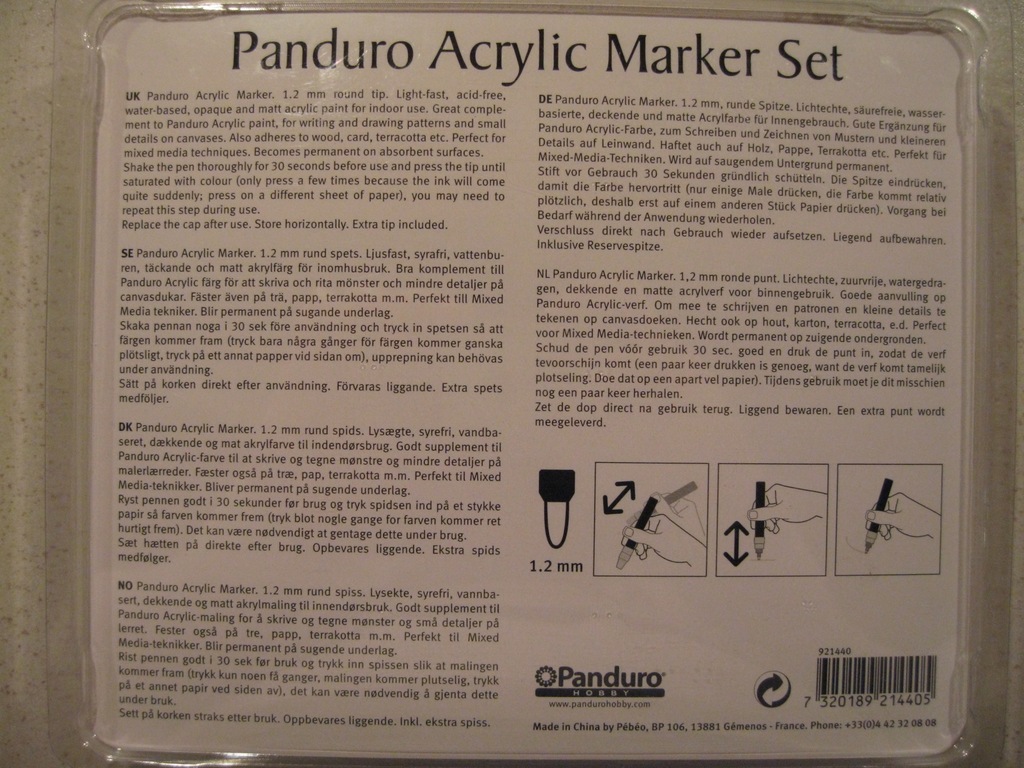 Panduro Acrylic Marker Set
UK Panduro Acrylic Marker. 1.2 mm round tip. Light-fast, acid-free,
water-based, opaque and matt acrylic paint for indoor use. Great comple-
ment to Panduro Acrylic paint, for writing and drawing patterns and small
details on canvases. Also adheres to wood, card, terracotta etc. Perfect for
mixed media techniques. Becomes permanent on absorbent surfaces.
Shake the pen thoroughly for 30 seconds before use and press the tip until
saturated with colour (only press a few times because the ink will come
quite suddenly; press on a different sheet of paper), you may need to
repeat this step during use.
Replace the cap after use. Store horizontally. Extra tip included.
SE Panduro Acrylic Marker. 1.2 mm rund spets. Ljusfast, syrafri, vattenbu-
ren, täckande och matt akrylfärg för inomhusbruk. Bra komplement till
Panduro Acrylic färg för att skriva och rita mönster och mindre detaljer på
canvasdukar. Fäster även på trä, papp, terrakotta m.m. Perfekt till Mixed
Media tekniker. Blir permanent på sugande underlag.
Skaka pennan noga i 30 sek före användning och tryck in spetsen så att
färgen kommer fram (tryck bara några gånger för färgen kommer ganska
plötsligt, tryck på ett annat papper vid sidan om), upprepning kan behövas
under användning.
Sätt på korken direkt efter användning. Förvaras liggande. Extra spets
medföljer.
DK Panduro Acrylic Marker. 1.2 mm rund spids. Lysægte, syrefri, vandba-
seret, dækkende og mat akrylfarve til indendørsbrug. Godt supplement til
Panduro Acrylic-farve til at skrive og tegne mønstre og mindre detaljer på
malerlærreder. Fæster også på træ, pap, terrakotta m.m. Perfekt til Mixed
Media-teknikker. Bliver permanent på sugende underlag.
Ryst pennen godt i 30 sekunder før brug og tryk spidsen ind på et stykke
papir så farven kommer frem (tryk blot nogle gange for farven kommer ret
hurtigt frem). Det kan være nødvendigt at gentage dette under brug.
Sæt hætten på direkte efter brug. Opbevares liggende. Ekstra spids
medfølger.
NO Panduro Acrylic Marker. 1.2 mm rund spiss. Lysekte, syrefri, vannba-
sert, dekkende og matt akrylmaling til innendørsbruk. Godt supplement til
Panduro Acrylic-maling for å skrive og tegne mønster og små detaljer på
lerret. Fester også på tre, papp, terrakotta m.m. Perfekt til Mixed
Media-teknikker. Blir permanent på sugende underlag.
Rist pennen godt i 30 sek før bruk og trykk inn spissen slik at malingen
kommer fram (trykk kun noen få ganger, malingen kommer plutselig, trykk
på et annet papir ved siden av), det kan være nødvendig å gjenta dette
under bruk.
Sett på korken straks etter bruk. Oppbevares liggende. Inkl. ekstra spiss.
DE Panduro Acrylic Marker. 1.2 mm, runde Spitze. Lichtechte, säurefreie, wasser-
basierte, deckende und matte Acrylfarbe für Innengebrauch. Gute Ergänzung für
Panduro Acrylic-Farbe, zum Schreiben und Zeichnen von Mustern und kleineren
Details auf Leinwand. Haftet auch auf Holz, Pappe, Terrakotta etc. Perfekt für
Mixed-Media-Techniken. Wird auf saugendem Untergrund permanent.
Stift vor Gebrauch 30 Sekunden gründlich schütteln. Die Spitze eindrücken,
damit die Farbe hervortritt (nur einige Male drücken, die Farbe kommt relativ
plötzlich, deshalb erst auf einem anderen Stück Papier drücken). Vorgang bei
Bedarf während der Anwendung wiederholen.
Verschluss direkt nach Gebrauch wieder aufsetzen. Liegend aufbewahren.
Inklusive Reservespitze.
NL Panduro Acrylic Marker. 1,2 mm ronde punt. Lichtechte, zuurvrije, watergedra-
gen, dekkende en matte acrylverf voor binnengebruik. Goede aanvulling op
Panduro Acrylic-verf. Om mee te schrijven en patronen en kleine details te
tekenen op canvasdoeken. Hecht ook op hout, karton, terracotta, e.d. Perfect
voor Mixed Media-technieken. Wordt permanent op zuigende ondergronden.
Schud de pen vóór gebruik 30 sec. goed en druk de punt in, zodat de verf
tevoorschijn komt (een paar keer drukken is genoeg, want de verf komt tamelijk
plotseling. Doe dat op een apart vel papier). Tijdens gebruik moet je dit misschien
nog een paar keer herhalen.
Zet de dop direct na gebruik terug. Liggend bewaren. Een extra punt wordt
meegeleverd.
1.2 mm
Panduro
HOBBY
www.pandurohobby.com
921440
7 320189 214405
Made in China by Pébéo, BP 106, 13881 Gémenos - France. Phone: +33(0)4 42 32 08 08